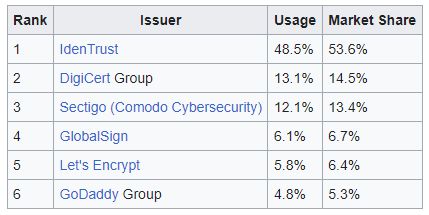 Rank Issuer Usage Market Share
1 IdenTrust 48.5% 53.6%
2 DigiCert Group 13.1% 14.5%
3 Sectigo (Comodo Cybersecurity) 12.1% 13.4%
4 GlobalSign 6.1% 6.7%
5 Let's Encrypt 5.8% 6.4%
6 GoDaddy Group 4.8% 5.3%